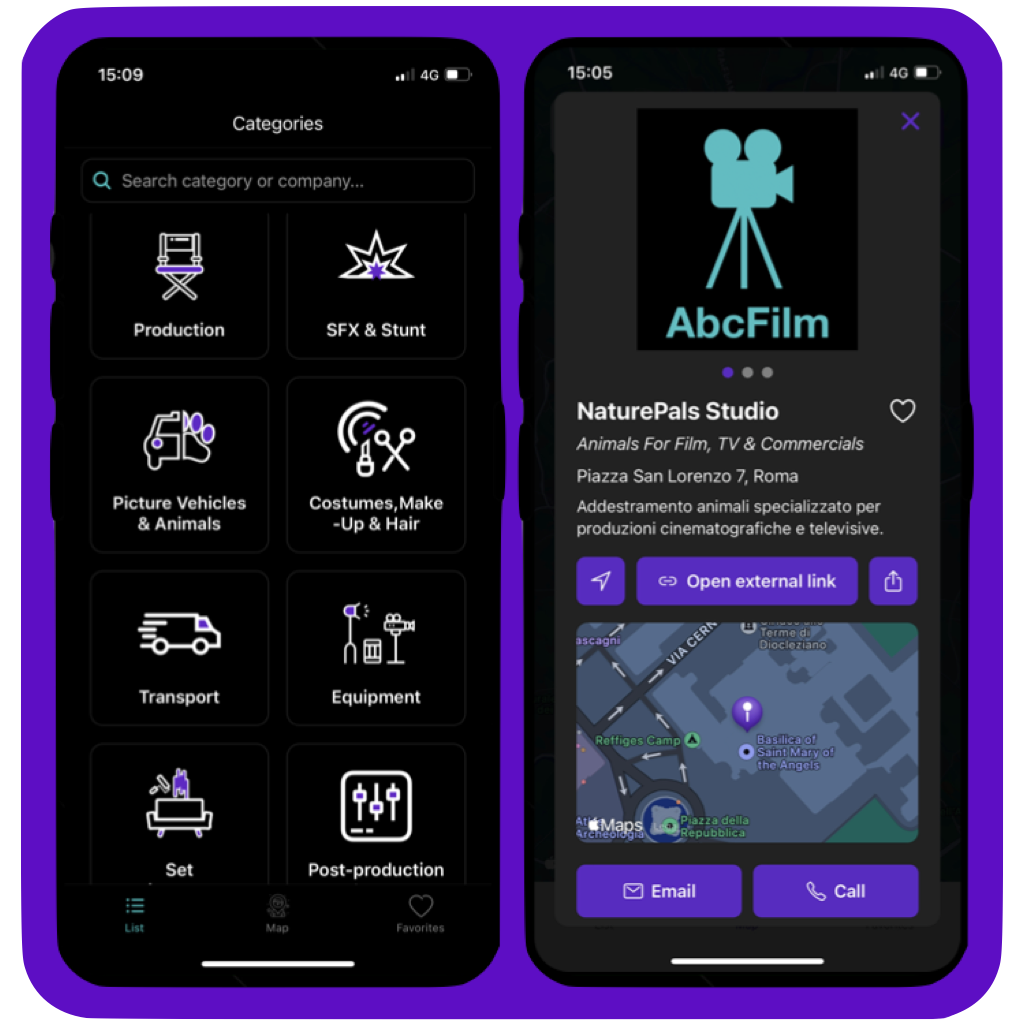 15:09
4G
Categories
Search category or company...
Production
SFX & Stunt
Picture Vehicles
& Animals
Costumes,Make
-Up & Hair
Transport
Equipment
Set
Post-production
List
Map
Favorites
15:05
4G
AbcFilm
NaturePals Studio
Animals For Film, TV & Commercials
Piazza San Lorenzo 7, Roma
Addestramento animali specializzato per
produzioni cinematografiche e televisive.
Open external link
ascagni
VIA CERN
Terme di
Diocleziano
Reffiges Camp
Basilica of
Saint Mary of
the Angels
Maps
Archeologia
Piazza della
Repubblica
Email
Call